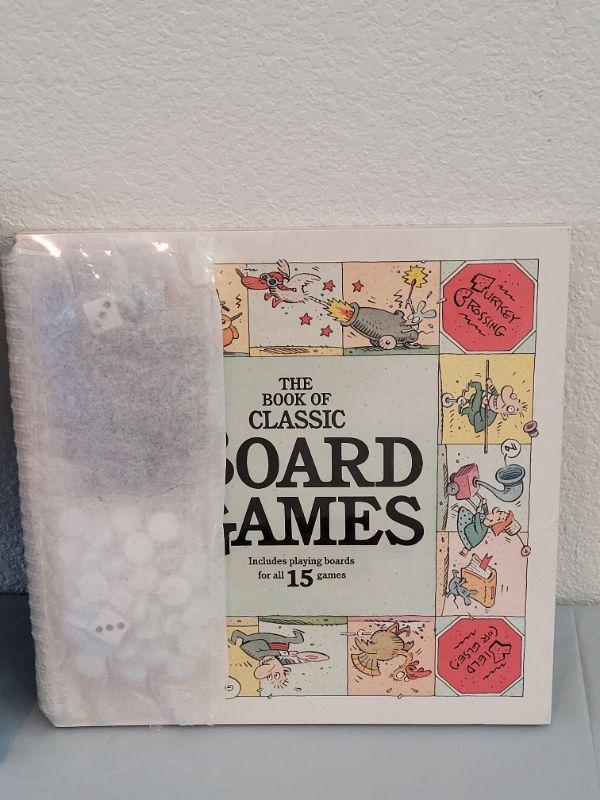 TURKEY
CROSSING
THE
BOOK OF
CLASSIC
BOARD
GAMES
Includes playing boards
for all 15 games
YIELD
(OR ELSE)